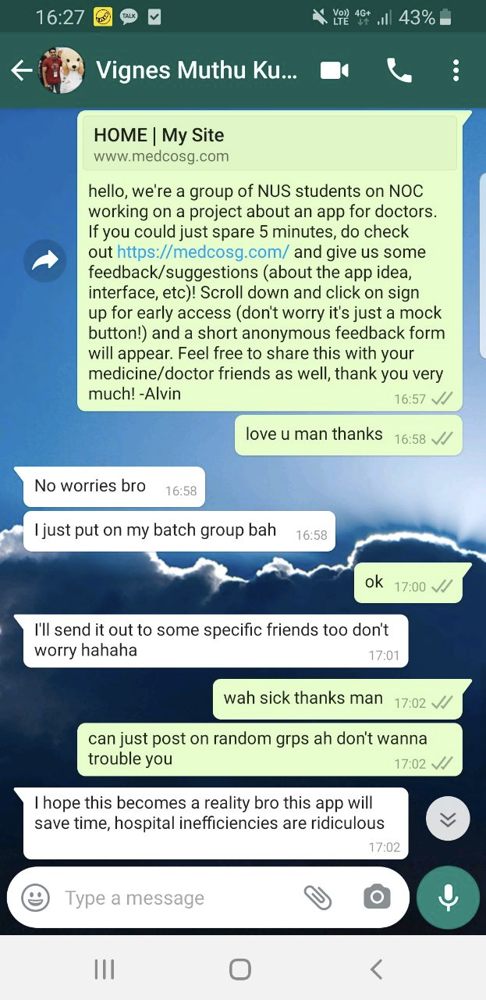 16:27 TALK Vo)) LTE 4G+ 43%
Vignes Muthu Ku...
HOME | My Site
www.medcosg.com
hello, we're a group of NUS students on NOC
working on a project about an app for doctors.
If you could just spare 5 minutes, do check
out https://medcosg.com/ and give us some
feedback/suggestions (about the app idea,
interface, etc)! Scroll down and click on sign
up for early access (don't worry it's just a mock
button!) and a short anonymous feedback form
will appear. Feel free to share this with your
medicine/doctor friends as well, thank you very
much! -Alvin 16:57
love u man thanks 16:58
No worries bro 16:58
I just put on my batch group bah 16:58
ok 17:00
I'll send it out to some specific friends too don't
worry hahaha 17:01
wah sick thanks man 17:02
can just post on random grps ah don't wanna
trouble you 17:02
I hope this becomes a reality bro this app will
save time, hospital inefficiencies are ridiculous
17:02
Type a message